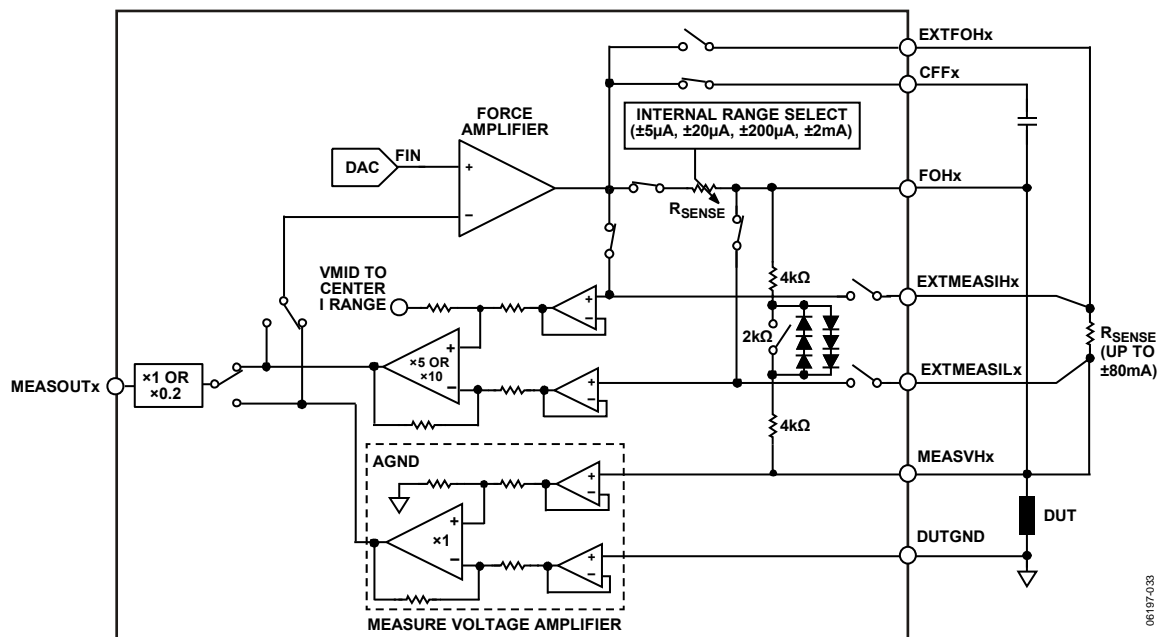 EXTFOHx
CFFx
FORCE
AMPLIFIER
INTERNAL RANGE SELECT
(±5µA, ±20µA, ±200µA, ±2mA)
DAC
FIN
+
–
FOHx
RSENSE
VMID TO
CENTER
I RANGE
+
–
4kΩ
EXTMEASIHx
2kΩ
RSENSE
(UP TO
±80mA)
+
×5 OR
×10
–
MEASOUTx
×1 OR
×0.2
+
–
EXTMEASILx
4kΩ
AGND
MEASVHx
+
–
DUT
+
×1
–
DUTGND
+
–
MEASURE VOLTAGE AMPLIFIER
06197-033